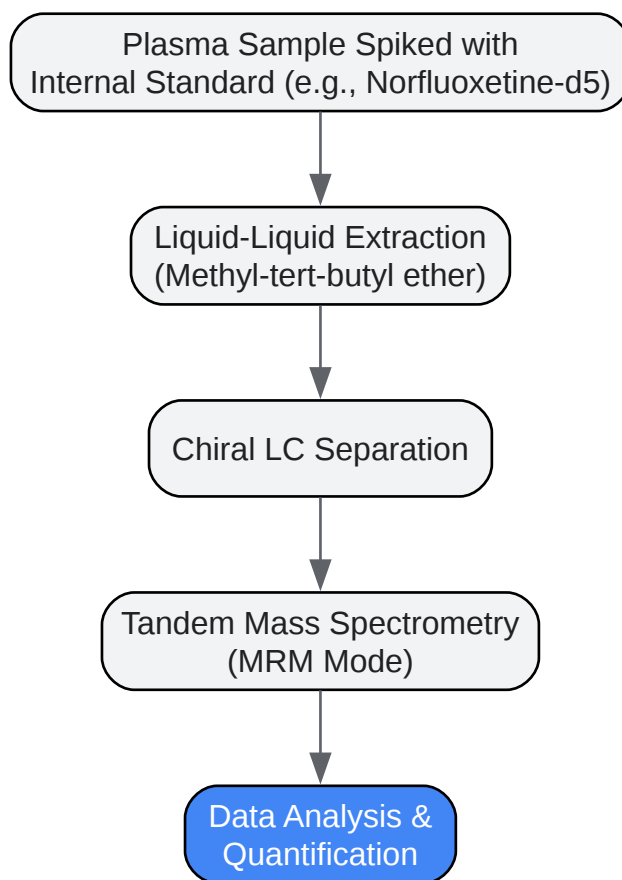 Plasma Sample Spiked with
Internal Standard (e.g., Norfluoxetine-d5)
Liquid-Liquid Extraction
(Methyl-tert-butyl ether)
Chiral LC Separation
Tandem Mass Spectrometry
(MRM Mode)
Data Analysis &
Quantification